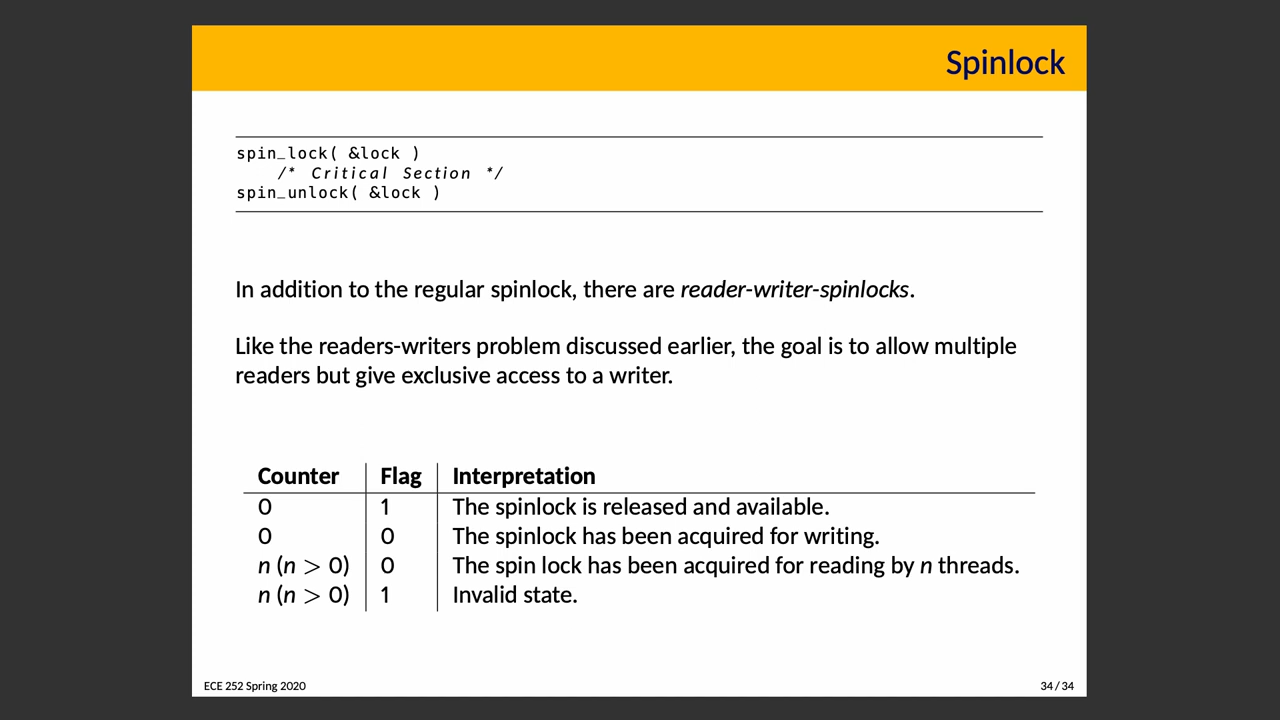 Spinlock
spin_lock( &lock )
/* Critical Section */
spin_unlock( &lock )
In addition to the regular spinlock, there are reader-writer-spinlocks.
Like the readers-writers problem discussed earlier, the goal is to allow multiple
readers but give exclusive access to a writer.
Counter Flag Interpretation
0 1 The spinlock is released and available.
0 0 The spinlock has been acquired for writing.
n (n > 0) 0 The spin lock has been acquired for reading by n threads.
n (n > 0) 1 Invalid state.
ECE 252 Spring 2020 34 / 34